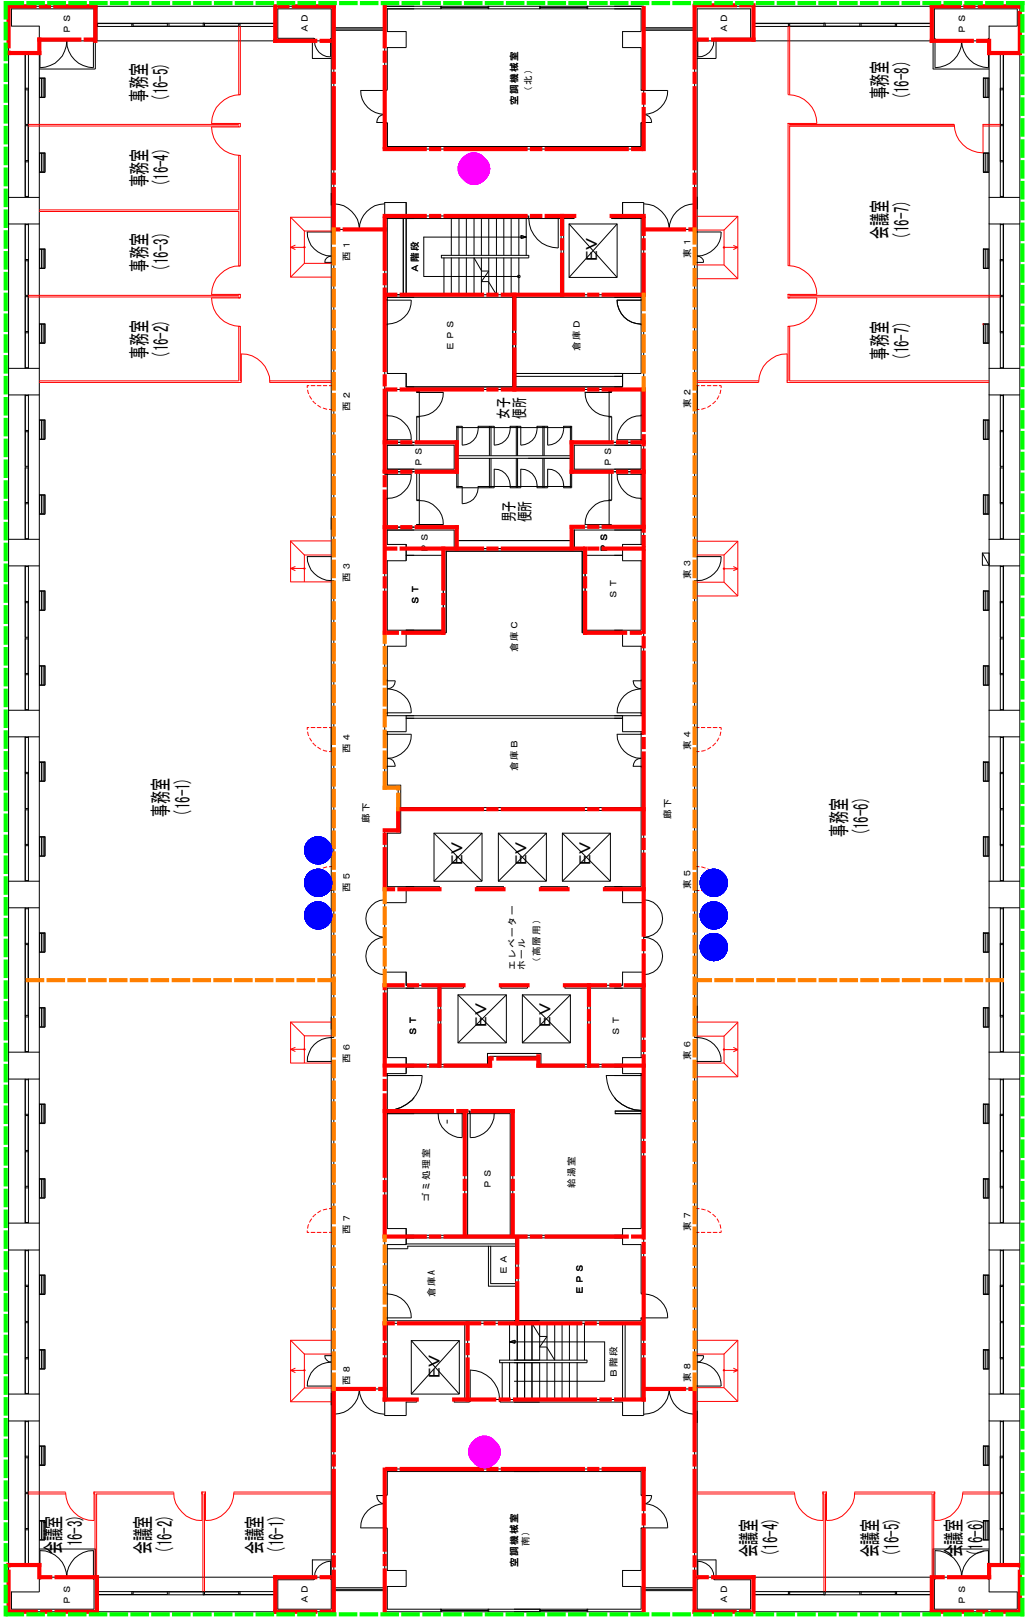 PS
AD
AD
PS
事務室
(16-5)
空調機械室
(北)
事務室
(16-8)
事務室
(16-4)
会議室
(16-7)
事務室
(16-3)
西1
A階段
EV
東1
事務室
(16-2)
EPS
倉庫D
事務室
(16-7)
西2
女子
便所
東2
PS
PS
男子
便所
PS
PS
西3
ST
ST
東3
倉庫C
西4
倉庫B
東4
事務室
(16-1)
廊下
廊下
事務室
(16-6)
EV
EV
EV
西5
東5
エレベーター
ホール
(高層用)
ST
EV
EV
ST
西6
東6
ゴミ処理室
PS
給湯室
西7
東7
倉庫A
EA
EPS
西8
EV
B階段
東8
会議室
(16-3)
会議室
(16-2)
会議室
(16-1)
空調機械室
南)
会議室
(16-4)
会議室
(16-5)
会議室
(16-6)
PS
AD
AD
PS